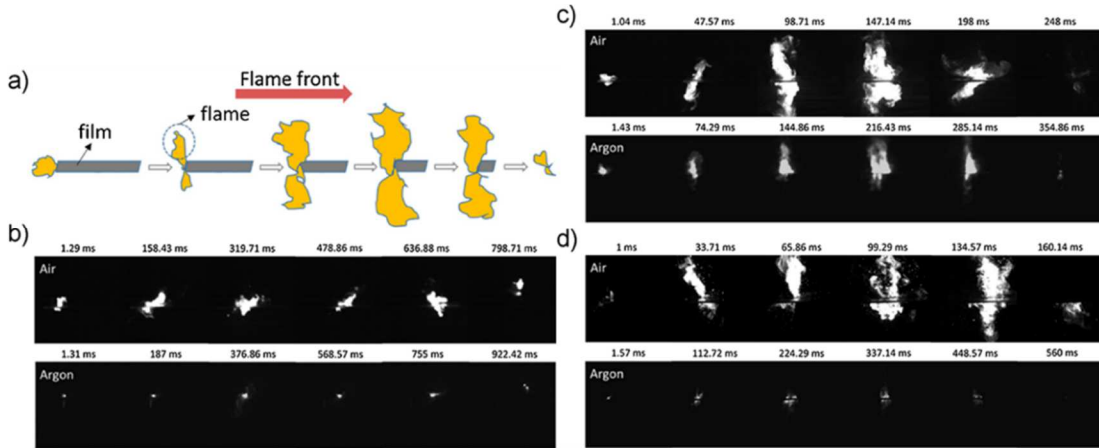 a)
Flame front
flame
film
b)
1.29 ms 158.43 ms 319.71 ms 478.86 ms 636.88 ms 798.71 ms
Air
1.31 ms 187 ms 376.86 ms 568.57 ms 755 ms 922.42 ms
Argon
c)
1.04 ms 47.57 ms 98.71 ms 147.14 ms 198 ms 248 ms
Air
1.43 ms 74.29 ms 144.86 ms 216.43 ms 285.14 ms 354.86 ms
Argon
d)
1 ms 33.71 ms 65.86 ms 99.29 ms 134.57 ms 160.14 ms
Air
1.57 ms 112.72 ms 224.29 ms 337.14 ms 448.57 ms 560 ms
Argon